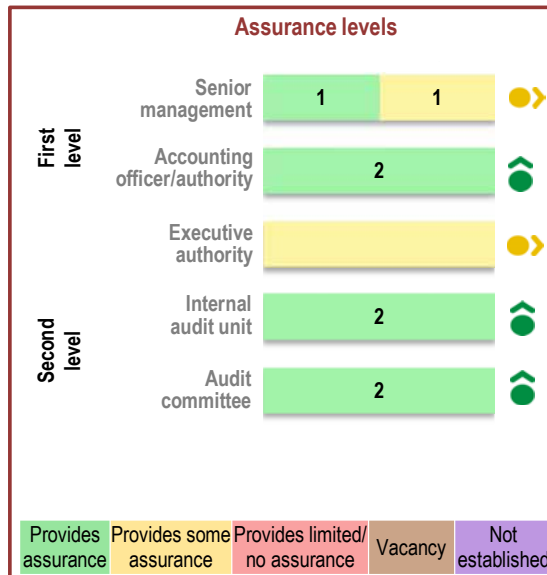 Assurance levels
First
level
Senior
management
1
1
Accounting
officer/authority
2
Executive
authority
Second
level
Internal
audit unit
2
Audit
committee
2
Provides
assurance
Provides some
assurance
Provides limited/
no assurance
Vacancy
Not
established